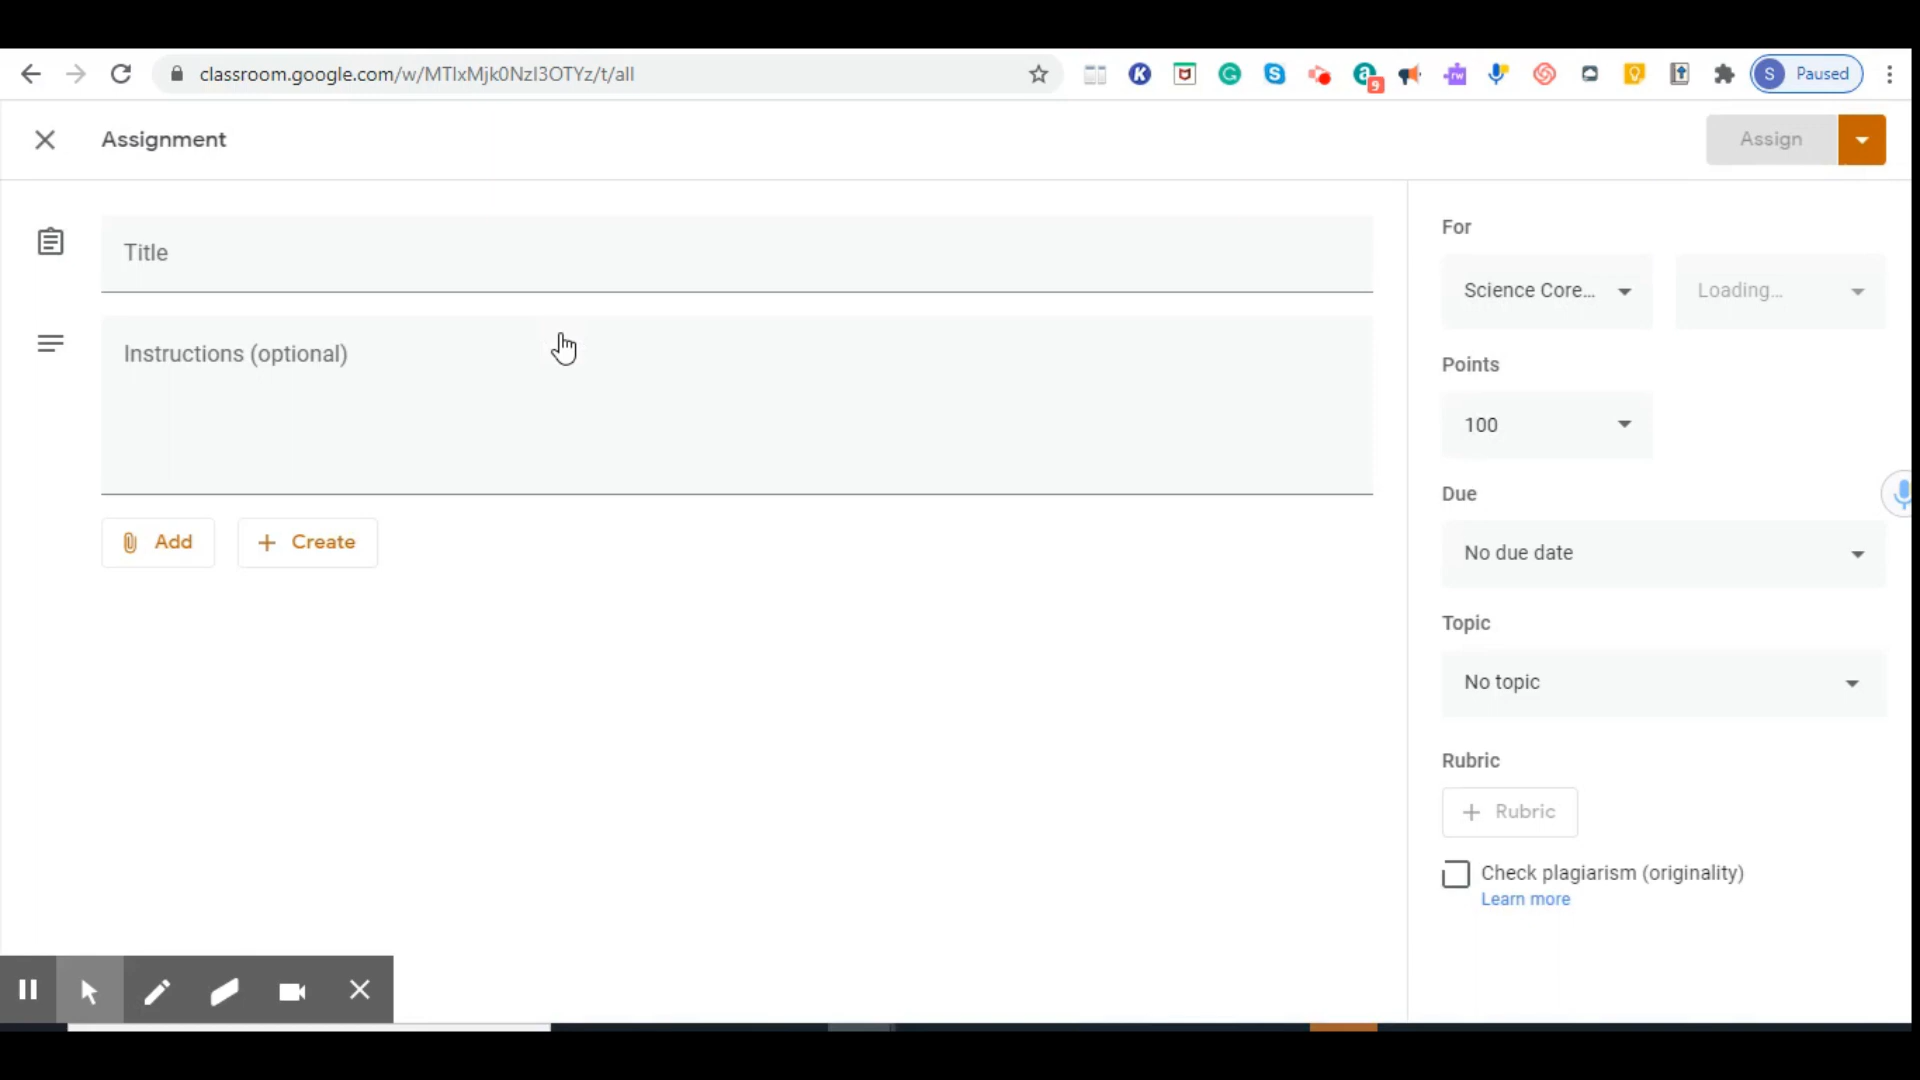 classroom.google.com/w/MTIxMjk0NzI3OTYz/t/all
9
S Paused
Assignment
Assign
Title
Instructions (optional)
Add
Create
For
Science Core...
Loading...
Points
100
Due
No due date
Topic
No topic
Rubric
Rubric
Check plagiarism (originality)
Learn more